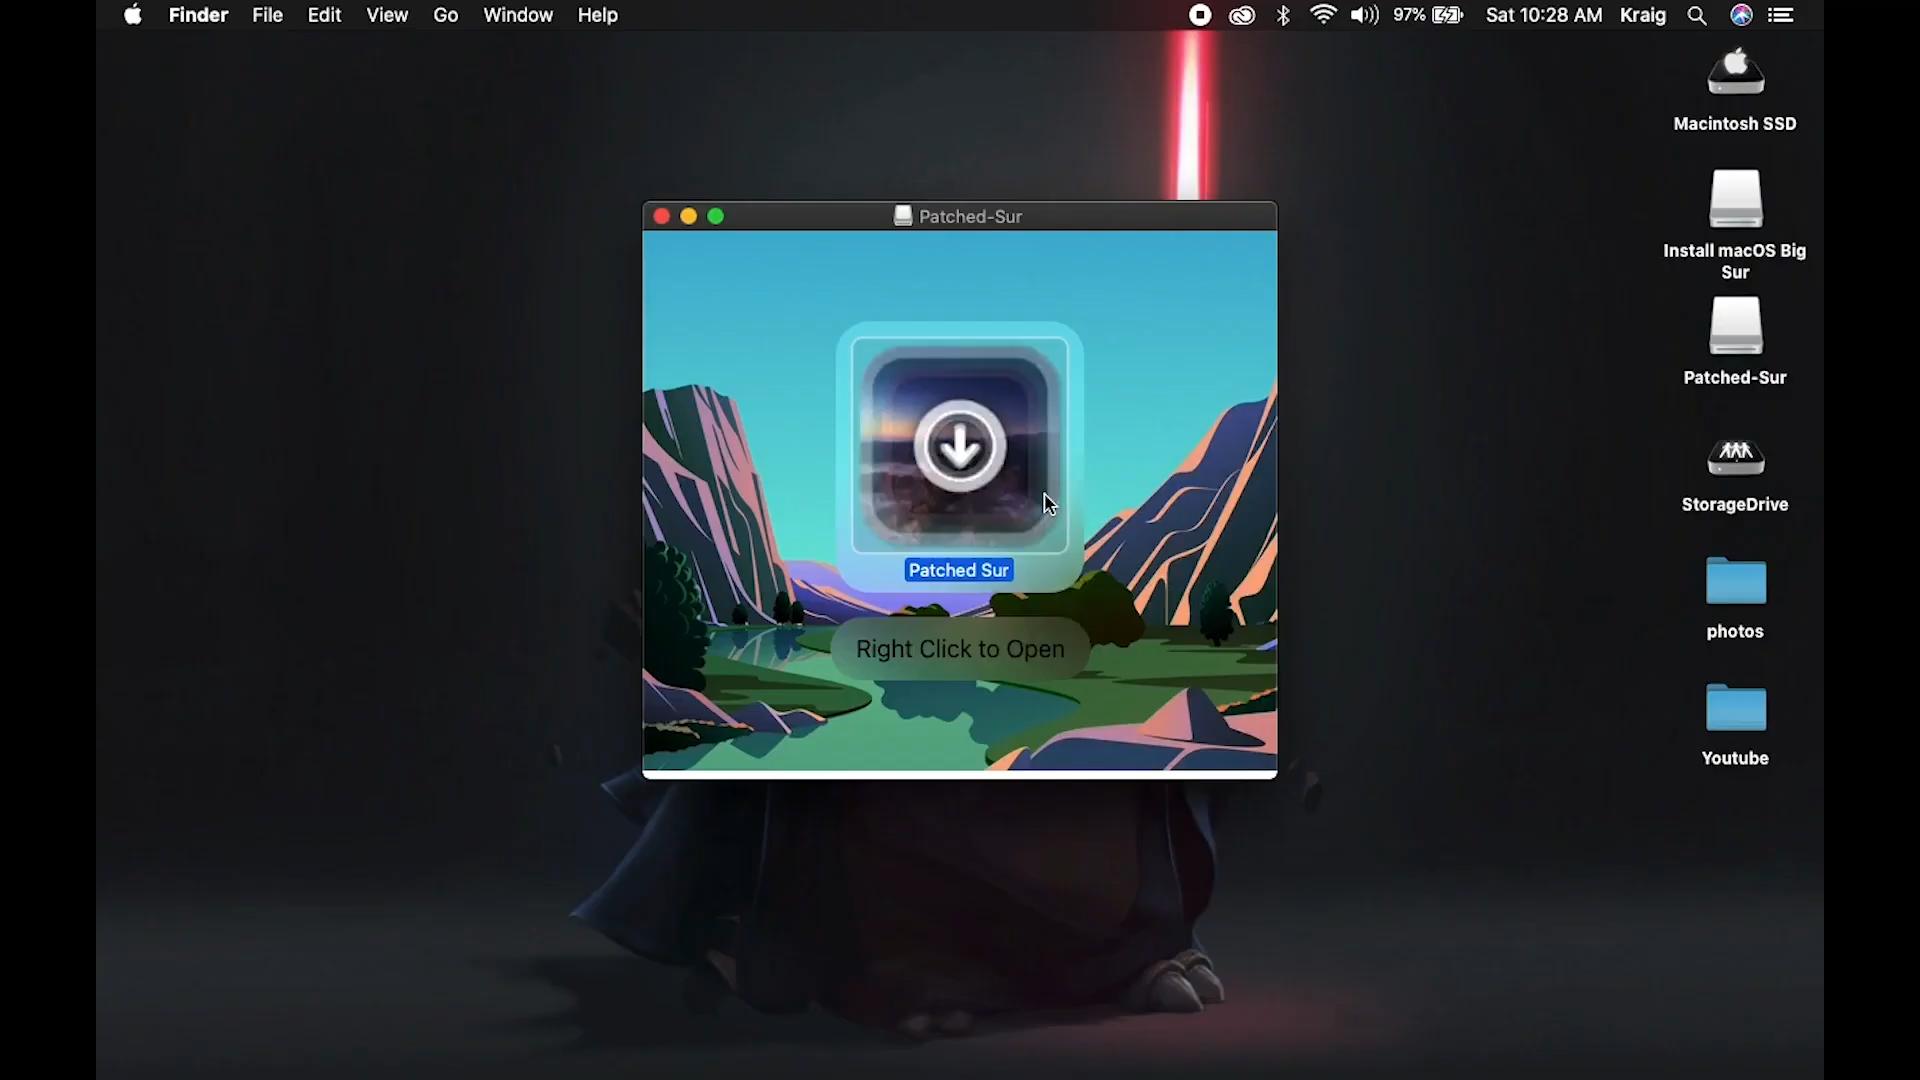 Finder File Edit View Go Window Help 97% Sat 10:28 AM Kraig
Macintosh SSD
Install macOS Big
Sur
Patched-Sur
StorageDrive
photos
Youtube
Patched-Sur
Patched Sur
Right Click to Open